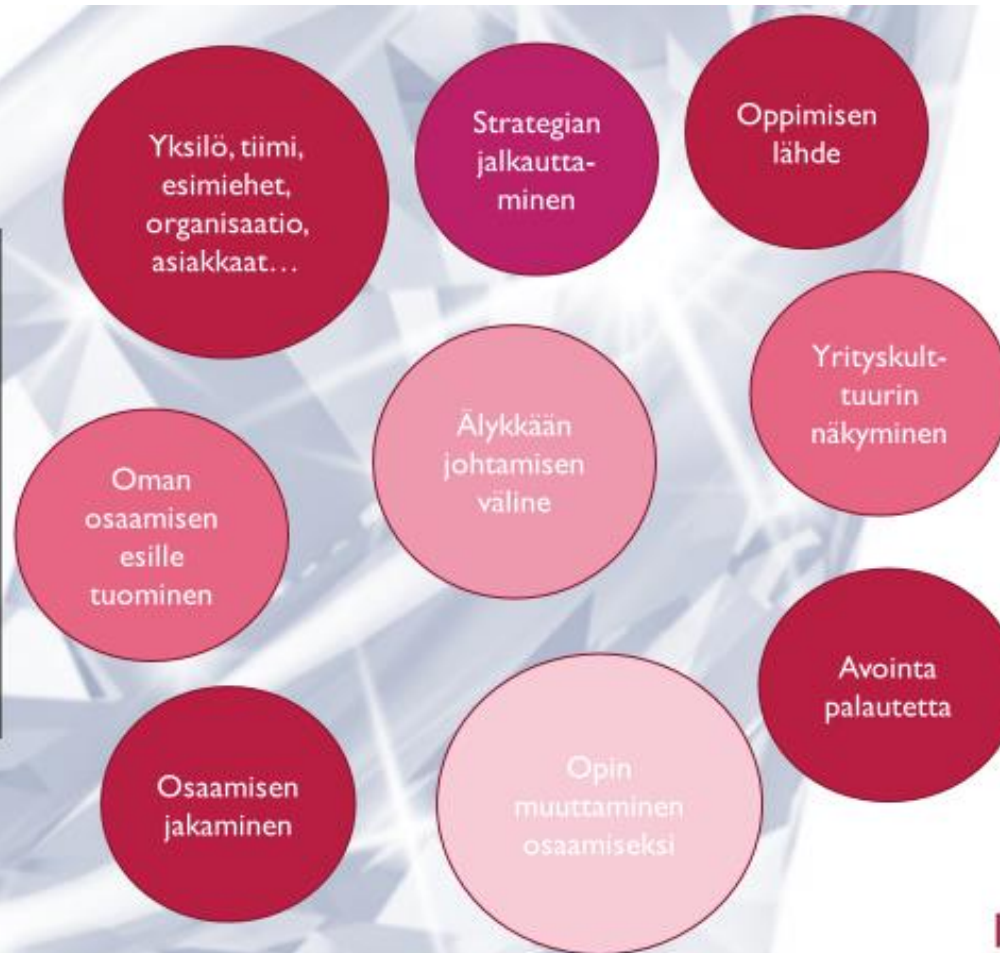 Yksilö, tiimi,
esimiehet,
organisaatio,
asiakkaat...
Strategian
jalkautta-
minen
Oppimisen
lähde
Yrityskult-
tuurin
näkyminen
Älykkään
johtamisen
väline
Oman
osaamisen
esille
tuominen
Avointa
palautetta
Osaamisen
jakaminen
Opin
muuttaminen
osaamiseksi